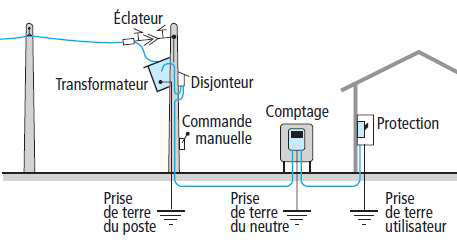 Éclateur
Transformateur
Disjonteur
Commande
manuelle
Comptage
Protection
Prise
de terre
du poste
Prise
de terre
du neutre
Prise
de terre
utilisateur